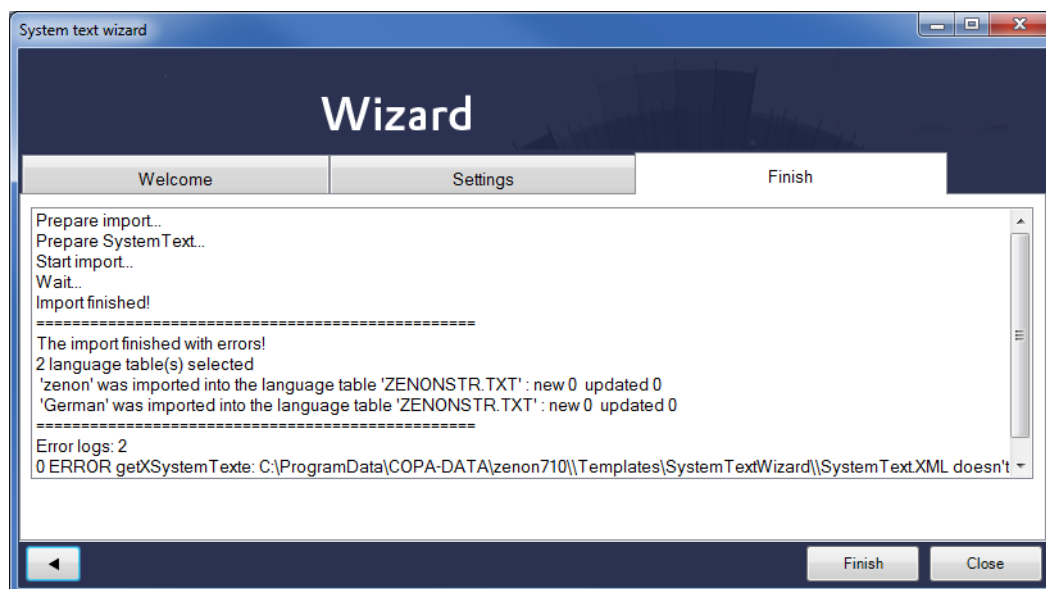 System text wizard
Wizard
Welcome
Settings
Finish
Prepare import...
Prepare SystemText...
Start import...
Wait...
Import finished!
==================================================
The import finished with errors!
2 language table(s) selected
'zenon' was imported into the language table 'ZENONSTR.TXT' : new 0 updated 0
'German' was imported into the language table 'ZENONSTR.TXT' : new 0 updated 0
==================================================
Error logs: 2
0 ERROR getXSystemTexte: C:\ProgramData\COPA-DATA\zenon710\\Templates\SystemTextWizard\\SystemText.XML doesn't
Finish
Close